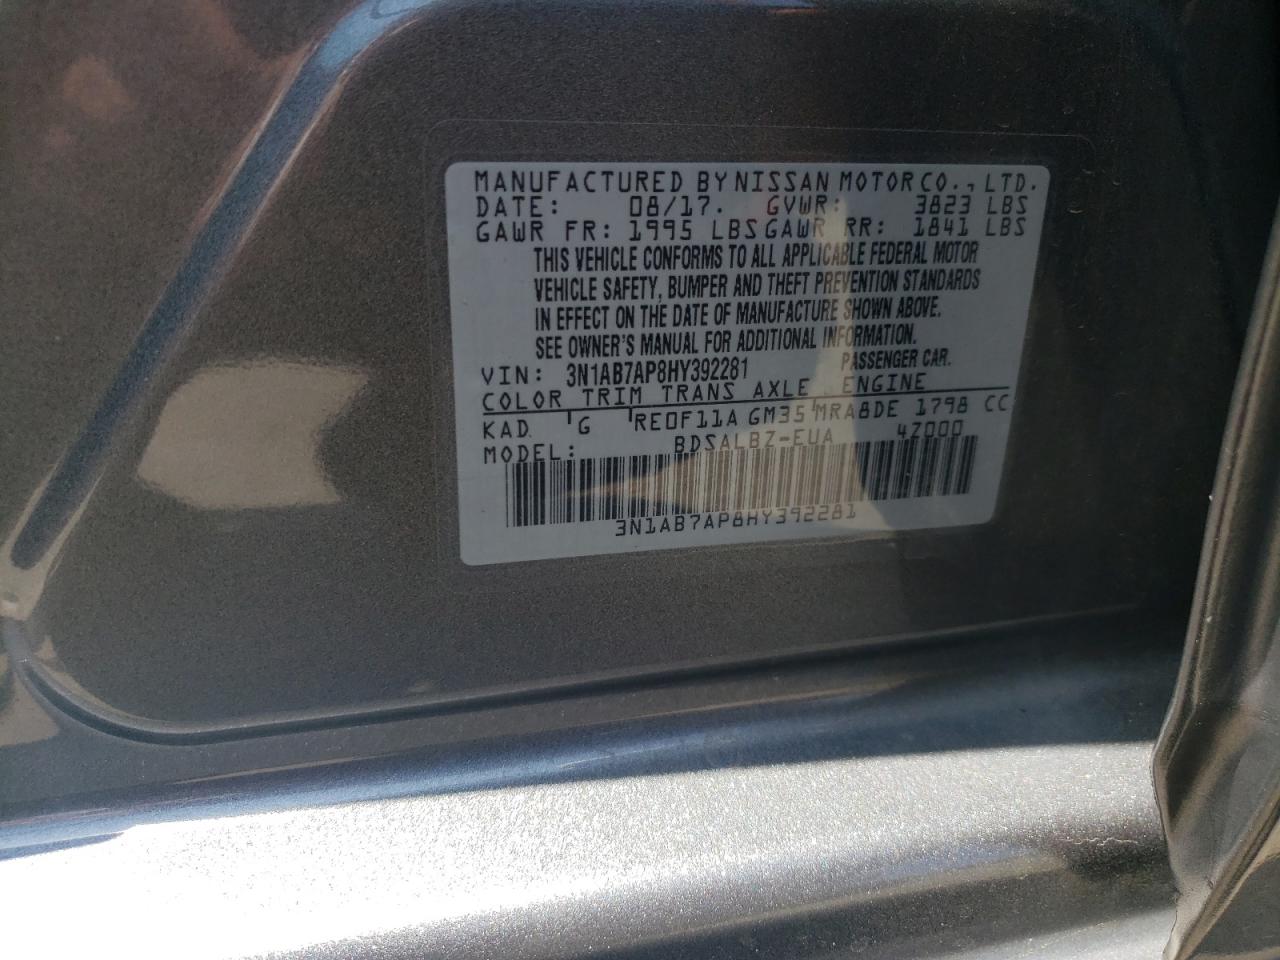 MANUFACTURED BY NISSAN MOTOR CO., LTD.
DATE: 08/17. GVWR: 3823 LBS
GAWR FR: 1995 LBS GAWR RR: 1841 LBS
THIS VEHICLE CONFORMS TO ALL APPLICABLE FEDERAL MOTOR
VEHICLE SAFETY, BUMPER AND THEFT PREVENTION STANDARDS
IN EFFECT ON THE DATE OF MANUFACTURE SHOWN ABOVE.
SEE OWNER'S MANUAL FOR ADDITIONAL INFORMATION.
VIN: 3N1AB7AP8HY392281 PASSENGER CAR.
COLOR TRIM TRANS AXLE ENGINE
KAD G RE0F11A GM35 MRA8DE 1798 CC
MODEL: BDSALBZ-EUA 4Z000
3N1AB7AP8HY392281